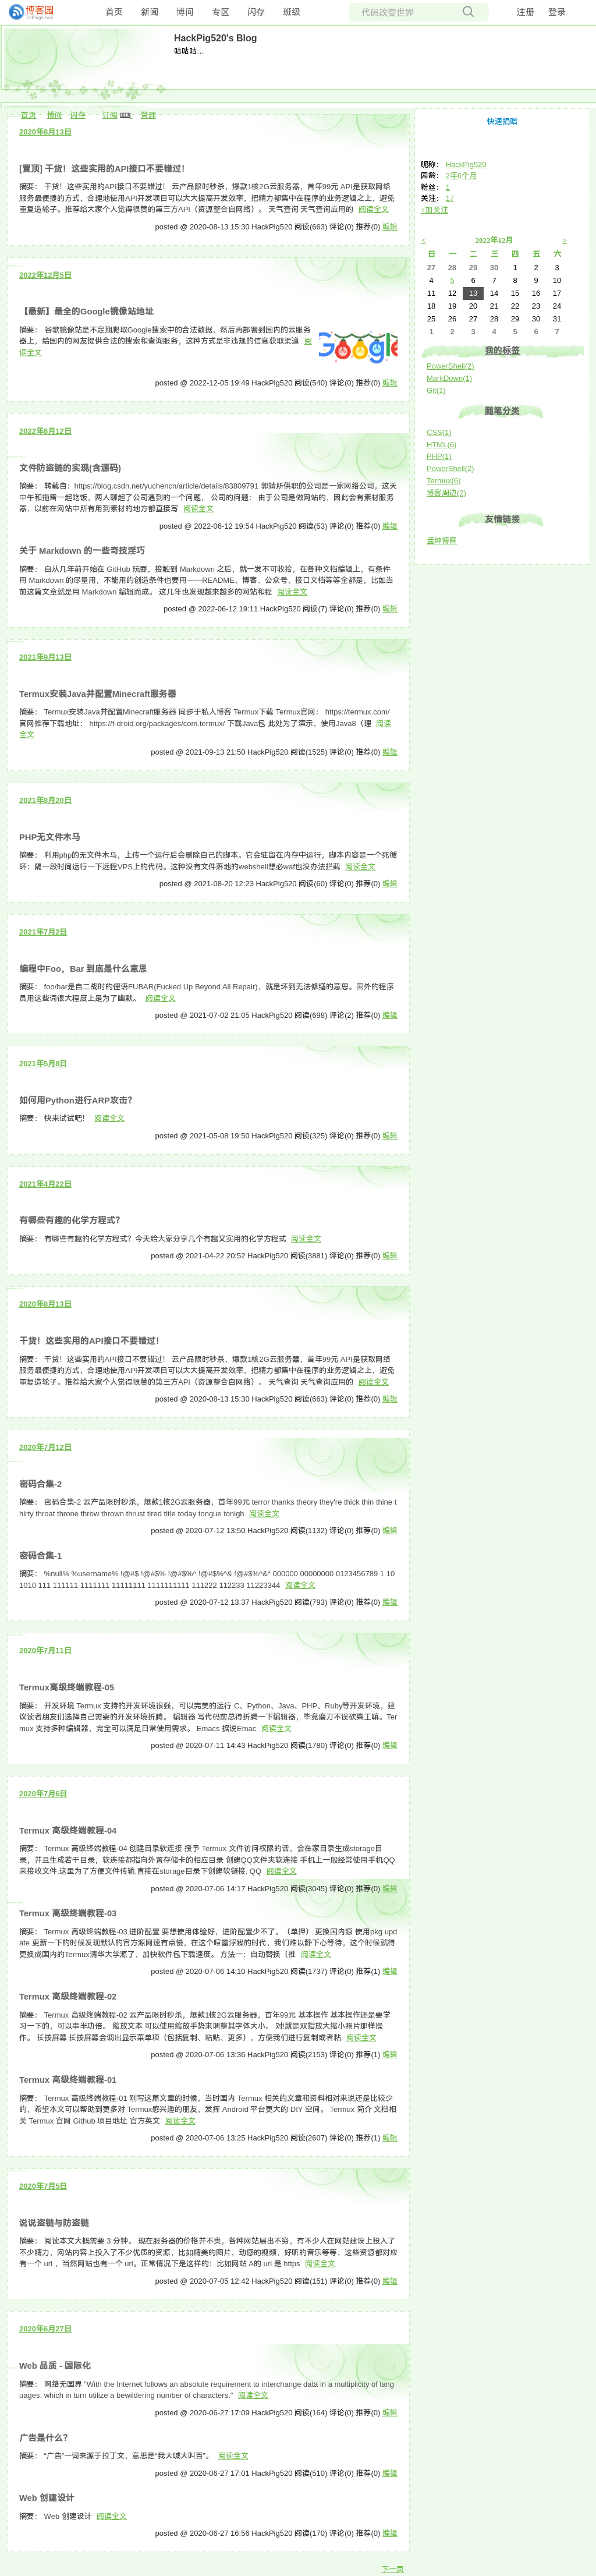 博客园
cnblogs.com
首页 新闻 博问 专区 闪存 班级
代码改变世界
注册 登录
HackPig520's Blog
咕咕咕…
首页 博问 闪存 订阅 管理
2020年8月13日
[置顶] 干货！这些实用的API接口不要错过！
摘要： 干货！这些实用的API接口不要错过！ 云产品限时秒杀，爆款1核2G云服务器，首年99元 API是获取网络
服务最便捷的方式，合理地使用API开发项目可以大大提高开发效率，把精力都集中在程序的业务逻辑之上，避免
重复造轮子。推荐给大家个人觉得很赞的第三方API（资源整合自网络）。 天气查询 天气查询应用的 阅读全文
posted @ 2020-08-13 15:30 HackPig520 阅读(663) 评论(0) 推荐(0) 编辑
2022年12月5日
【最新】最全的Google镜像站地址
摘要： 谷歌镜像站是不定期爬取Google搜索中的合法数据，然后再部署到国内的云服务
器上，给国内的网友提供合法的搜索和查询服务，这种方式是非违规的信息获取渠道 阅
读全文
Google
posted @ 2022-12-05 19:49 HackPig520 阅读(540) 评论(0) 推荐(0) 编辑
2022年6月12日
文件防盗链的实现(含源码)
摘要： 转载自：https://blog.csdn.net/yuchencn/article/details/83809791 郭靖所供职的公司是一家网络公司，这天
中午和拖雷一起吃饭，两人聊起了公司遇到的一个问题， 公司的问题： 由于公司是做网站的，因此会有素材服务
器，以前在网站中所有用到素材的地方都直接写 阅读全文
posted @ 2022-06-12 19:54 HackPig520 阅读(53) 评论(0) 推荐(0) 编辑
关于 Markdown 的一些奇技淫巧
摘要： 自从几年前开始在 GitHub 玩耍，接触到 Markdown 之后，就一发不可收拾，在各种文档编辑上，有条件
用 Markdown 的尽量用，不能用的创造条件也要用——README、博客、公众号、接口文档等等全都是，比如当
前这篇文章就是用 Markdown 编辑而成。 这几年也发现越来越多的网站和程 阅读全文
posted @ 2022-06-12 19:11 HackPig520 阅读(7) 评论(0) 推荐(0) 编辑
2021年9月13日
Termux安装Java并配置Minecraft服务器
摘要： Termux安装Java并配置Minecraft服务器 同步于私人博客 Termux下载 Termux官网： https://termux.com/
官网推荐下载地址： https://f-droid.org/packages/com.termux/ 下载Java包 此处为了演示，使用Java8（理 阅读
全文
posted @ 2021-09-13 21:50 HackPig520 阅读(1525) 评论(0) 推荐(0) 编辑
2021年8月20日
PHP无文件木马
摘要： 利用php的无文件木马，上传一个运行后会删除自己的脚本。它会驻留在内存中运行，脚本内容是一个死循
环：隔一段时间运行一下远程VPS上的代码。这种没有文件落地的webshell想必waf也没办法拦截 阅读全文
posted @ 2021-08-20 12:23 HackPig520 阅读(60) 评论(0) 推荐(0) 编辑
2021年7月2日
编程中Foo，Bar 到底是什么意思
摘要： foo/bar是自二战时的俚语FUBAR(Fucked Up Beyond All Repair)，就是坏到无法修缮的意思。国外的程序
员用这些词很大程度上是为了幽默。 阅读全文
posted @ 2021-07-02 21:05 HackPig520 阅读(698) 评论(2) 推荐(0) 编辑
2021年5月8日
如何用Python进行ARP攻击？
摘要： 快来试试吧！ 阅读全文
posted @ 2021-05-08 19:50 HackPig520 阅读(325) 评论(0) 推荐(0) 编辑
2021年4月22日
有哪些有趣的化学方程式？
摘要： 有哪些有趣的化学方程式？今天给大家分享几个有趣又实用的化学方程式 阅读全文
posted @ 2021-04-22 20:52 HackPig520 阅读(3881) 评论(0) 推荐(0) 编辑
2020年8月13日
干货！这些实用的API接口不要错过！
摘要： 干货！这些实用的API接口不要错过！ 云产品限时秒杀，爆款1核2G云服务器，首年99元 API是获取网络
服务最便捷的方式，合理地使用API开发项目可以大大提高开发效率，把精力都集中在程序的业务逻辑之上，避免
重复造轮子。推荐给大家个人觉得很赞的第三方API（资源整合自网络）。 天气查询 天气查询应用的 阅读全文
posted @ 2020-08-13 15:30 HackPig520 阅读(663) 评论(0) 推荐(0) 编辑
2020年7月12日
密码合集-2
摘要： 密码合集-2 云产品限时秒杀，爆款1核2G云服务器，首年99元 terror thanks theory they're thick thin thine t
hirty throat throne throw thrown thrust tired title today tongue tonigh 阅读全文
posted @ 2020-07-12 13:50 HackPig520 阅读(1132) 评论(0) 推荐(0) 编辑
密码合集-1
摘要： %null% %username% !@#$ !@#$% !@#$%^ !@#$%^& !@#$%^&* 000000 00000000 0123456789 1 10
1010 111 111111 1111111 11111111 1111111111 111222 112233 11223344 阅读全文
posted @ 2020-07-12 13:37 HackPig520 阅读(793) 评论(0) 推荐(0) 编辑
2020年7月11日
Termux高级终端教程-05
摘要： 开发环境 Termux 支持的开发环境很强，可以完美的运行 C、Python、Java、PHP、Ruby等开发环境，建
议读者朋友们选择自己需要的开发环境折腾。 编辑器 写代码前总得折腾一下编辑器，毕竟磨刀不误砍柴工嘛。Ter
mux 支持多种编辑器，完全可以满足日常使用需求。 Emacs 据说Emac 阅读全文
posted @ 2020-07-11 14:43 HackPig520 阅读(1780) 评论(0) 推荐(0) 编辑
2020年7月6日
Termux 高级终端教程-04
摘要： Termux 高级终端教程-04 创建目录软连接 授予 Termux 文件访问权限的话，会在家目录生成storage目
录，并且生成若干目录，软连接都指向外置存储卡的相应目录 创建QQ文件夹软连接 手机上一般经常使用手机QQ
来接收文件,这里为了方便文件传输,直接在storage目录下创建软链接. QQ 阅读全文
posted @ 2020-07-06 14:17 HackPig520 阅读(3045) 评论(0) 推荐(0) 编辑
Termux 高级终端教程-03
摘要： Termux 高级终端教程-03 进阶配置 要想使用体验好，进阶配置少不了。（单押） 更换国内源 使用pkg upd
ate 更新一下的时候发现默认的官方源网速有点慢，在这个喧嚣浮躁的时代，我们难以静下心等待，这个时候就得
更换成国内的Termux清华大学源了，加快软件包下载速度。 方法一：自动替换（推 阅读全文
posted @ 2020-07-06 14:10 HackPig520 阅读(1737) 评论(0) 推荐(1) 编辑
Termux 高级终端教程-02
摘要： Termux 高级终端教程-02 云产品限时秒杀，爆款1核2G云服务器，首年99元 基本操作 基本操作还是要学
习一下的，可以事半功倍。 缩放文本 可以使用缩放手势来调整其字体大小。 对!就是双指放大缩小照片那样操
作。 长按屏幕 长按屏幕会调出显示菜单项（包括复制、粘贴、更多），方便我们进行复制或者粘 阅读全文
posted @ 2020-07-06 13:36 HackPig520 阅读(2153) 评论(0) 推荐(1) 编辑
Termux 高级终端教程-01
摘要： Termux 高级终端教程-01 刚写这篇文章的时候，当时国内 Termux 相关的文章和资料相对来说还是比较少
的，希望本文可以帮助到更多对 Termux感兴趣的朋友，发挥 Android 平台更大的 DIY 空间。 Termux 简介 文档相
关 Termux 官网 Github 项目地址 官方英文 阅读全文
posted @ 2020-07-06 13:25 HackPig520 阅读(2607) 评论(0) 推荐(1) 编辑
2020年7月5日
说说盗链与防盗链
摘要： 阅读本文大概需要 3 分钟。 现在服务器的价格并不贵，各种网站层出不穷，有不少人在网站建设上投入了
不少精力，网站内容上投入了不少优质的资源，比如精美的图片，动感的视频，好听的音乐等等，这些资源都对应
有一个 url ，当然网站也有一个 url。正常情况下是这样的：比如网站 A的 url 是 https 阅读全文
posted @ 2020-07-05 12:42 HackPig520 阅读(151) 评论(0) 推荐(0) 编辑
2020年6月27日
Web 品质 - 国际化
摘要： 网络无国界 "With the Internet follows an absolute requirement to interchange data in a multiplicity of lang
uages, which in turn utilize a bewildering number of characters." 阅读全文
posted @ 2020-06-27 17:09 HackPig520 阅读(164) 评论(0) 推荐(0) 编辑
广告是什么？
摘要： “广告”一词来源于拉丁文，意思是“我大喊大叫百”。 阅读全文
posted @ 2020-06-27 17:01 HackPig520 阅读(510) 评论(0) 推荐(0) 编辑
Web 创建设计
摘要： Web 创建设计 阅读全文
posted @ 2020-06-27 16:56 HackPig520 阅读(170) 评论(0) 推荐(0) 编辑
下一页
快速捐赠
昵称： HackPig520
园龄： 2年6个月
粉丝： 1
关注： 17
+加关注
< 2022年12月 >
日 一 二 三 四 五 六
27 28 29 30 1 2 3
4 5 6 7 8 9 10
11 12 13 14 15 16 17
18 19 20 21 22 23 24
25 26 27 28 29 30 31
1 2 3 4 5 6 7
我的标签
PowerShell(2)
MarkDown(1)
Git(1)
随笔分类
CSS(1)
HTML(6)
PHP(1)
PowerShell(2)
Termux(6)
博客周边(2)
友情链接
孟坤博客